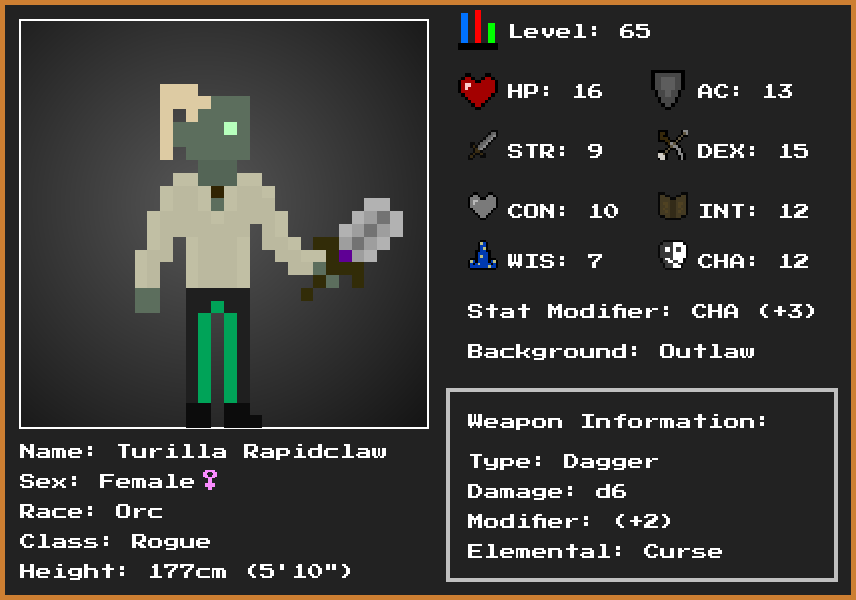 Level: 65
HP: 16 AC: 13
STR: 9 DEX: 15
CON: 10 INT: 12
WIS: 7 CHA: 12
Stat Modifier: CHA (+3)
Background: Outlaw
Weapon Information:
Type: Dagger
Damage: d6
Modifier: (+2)
Elemental: Curse
Name: Turilla Rapidclaw
Sex: Female♀
Race: Orc
Class: Rogue
Height: 177cm (5'10")